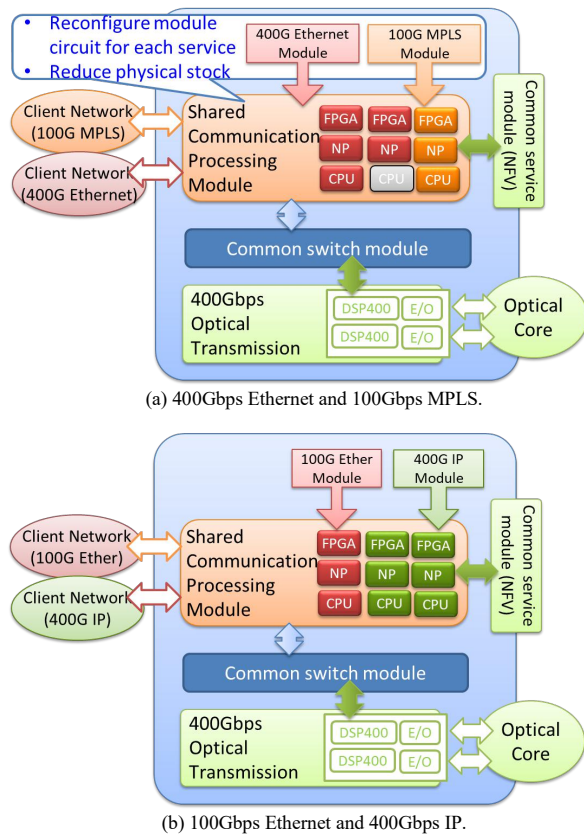 • Reconfigure module
circuit for each service
• Reduce physical stock
400G Ethernet
Module
100G MPLS
Module
Client Network
(100G MPLS)
Client Network
(400G Ethernet)
Shared
Communication
Processing
Module
FPGA FPGA FPGA
NP NP NP
CPU CPU CPU
Common service
module (NFV)
Common switch module
400Gbps
Optical
Transmission
DSP400 E/O
DSP400 E/O
Optical
Core
(a) 400Gbps Ethernet and 100Gbps MPLS.
100G Ether
Module
400G IP
Module
Client Network
(100G Ether)
Client Network
(400G IP)
Shared
Communication
Processing
Module
FPGA FPGA FPGA
NP NP NP
CPU CPU CPU
Common service
module (NFV)
Common switch module
400Gbps
Optical
Transmission
DSP400 E/O
DSP400 E/O
Optical
Core
(b) 100Gbps Ethernet and 400Gbps IP.